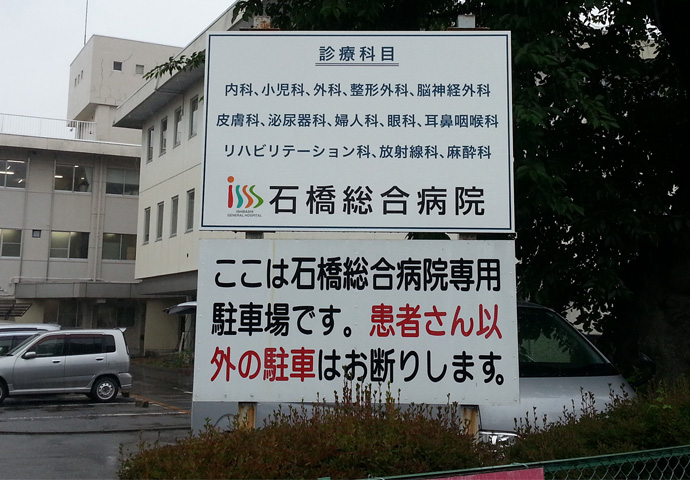 診療科目
内科、小児科、外科、整形外科、脳神経外科
皮膚科、泌尿器科、婦人科、眼科、耳鼻咽喉科
リハビリテーション科、放射線科、麻酔科
iSSS
ISHIBASHI
GENERAL HOSPITAL
石橋総合病院
ここは石橋総合病院専用
駐車場です。患者さん以
外の駐車はお断りします。